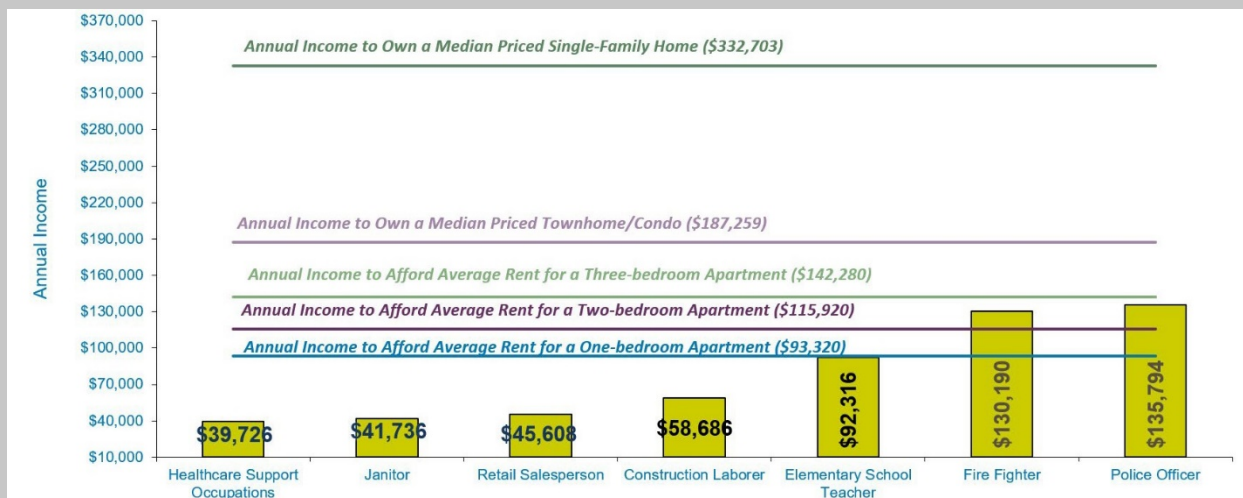 $370,000
Annual Income to Own a Median Priced Single-Family Home ($332,703)
$340,000
$310,000
$280,000
$250,000
$220,000
Annual Income to Own a Median Priced Townhome/Condo ($187,259)
$190,000
Annual Income to Afford Average Rent for a Three-bedroom Apartment ($142,280)
$160,000
Annual Income to Afford Average Rent for a Two-bedroom Apartment ($115,920)
$130,000
Annual Income to Afford Average Rent for a One-bedroom Apartment ($93,320)
$100,000
$70,000
$40,000
$10,000
Annual Income
$39,726
$41,736
$45,608
$58,686
$92,316
$130,190
$135,794
Healthcare Support
Occupations
Janitor
Retail Salesperson
Construction Laborer
Elementary School
Teacher
Fire Fighter
Police Officer